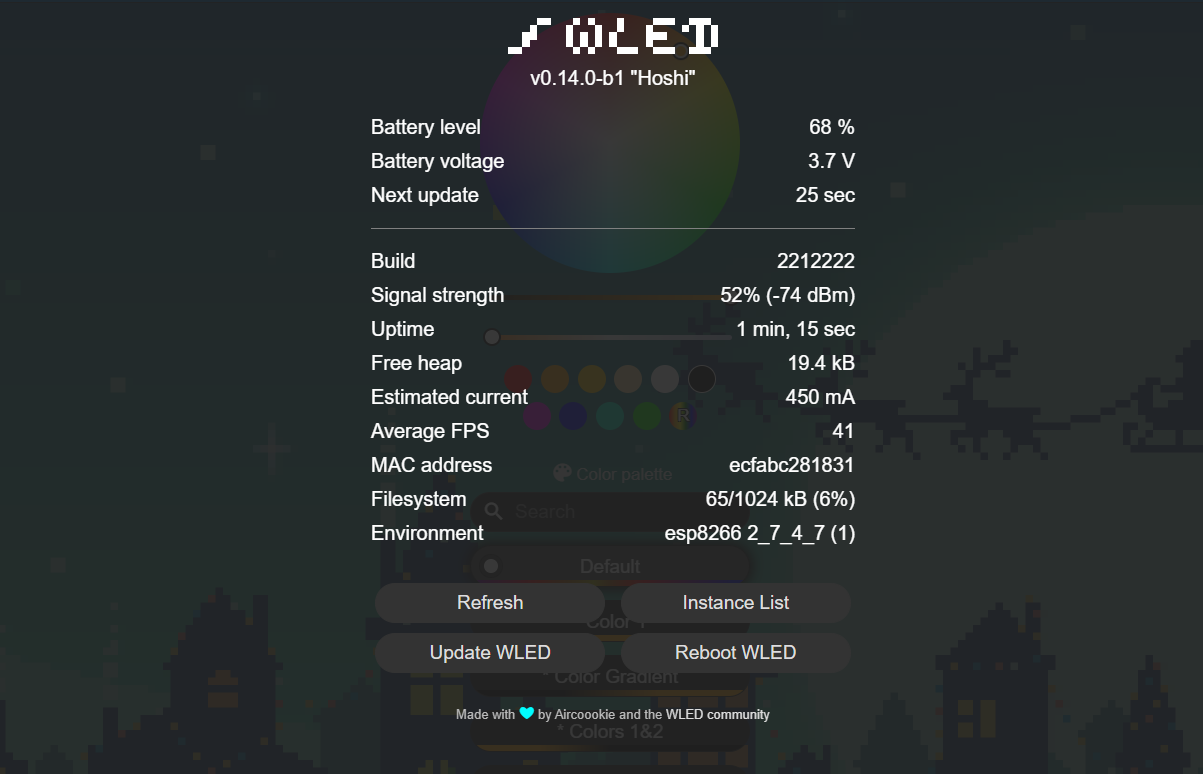 WLED
v0.14.0-b1 "Hoshi"
Battery level 68 %
Battery voltage 3.7 V
Next update 25 sec
Build 2212222
Signal strength 52% (-74 dBm)
Uptime 1 min, 15 sec
Free heap 19.4 kB
Estimated current 450 mA
R
Average FPS 41
MAC address ecfabc281831
Color palette
Filesystem 65/1024 kB (6%)
Search
Environment esp8266 2_7_4_7 (1)
Default
Refresh Instance List
* Color 1
Update WLED Reboot WLED
* Color Gradient
Made with by Aircoookie and the WLED community
* Colors 1&2